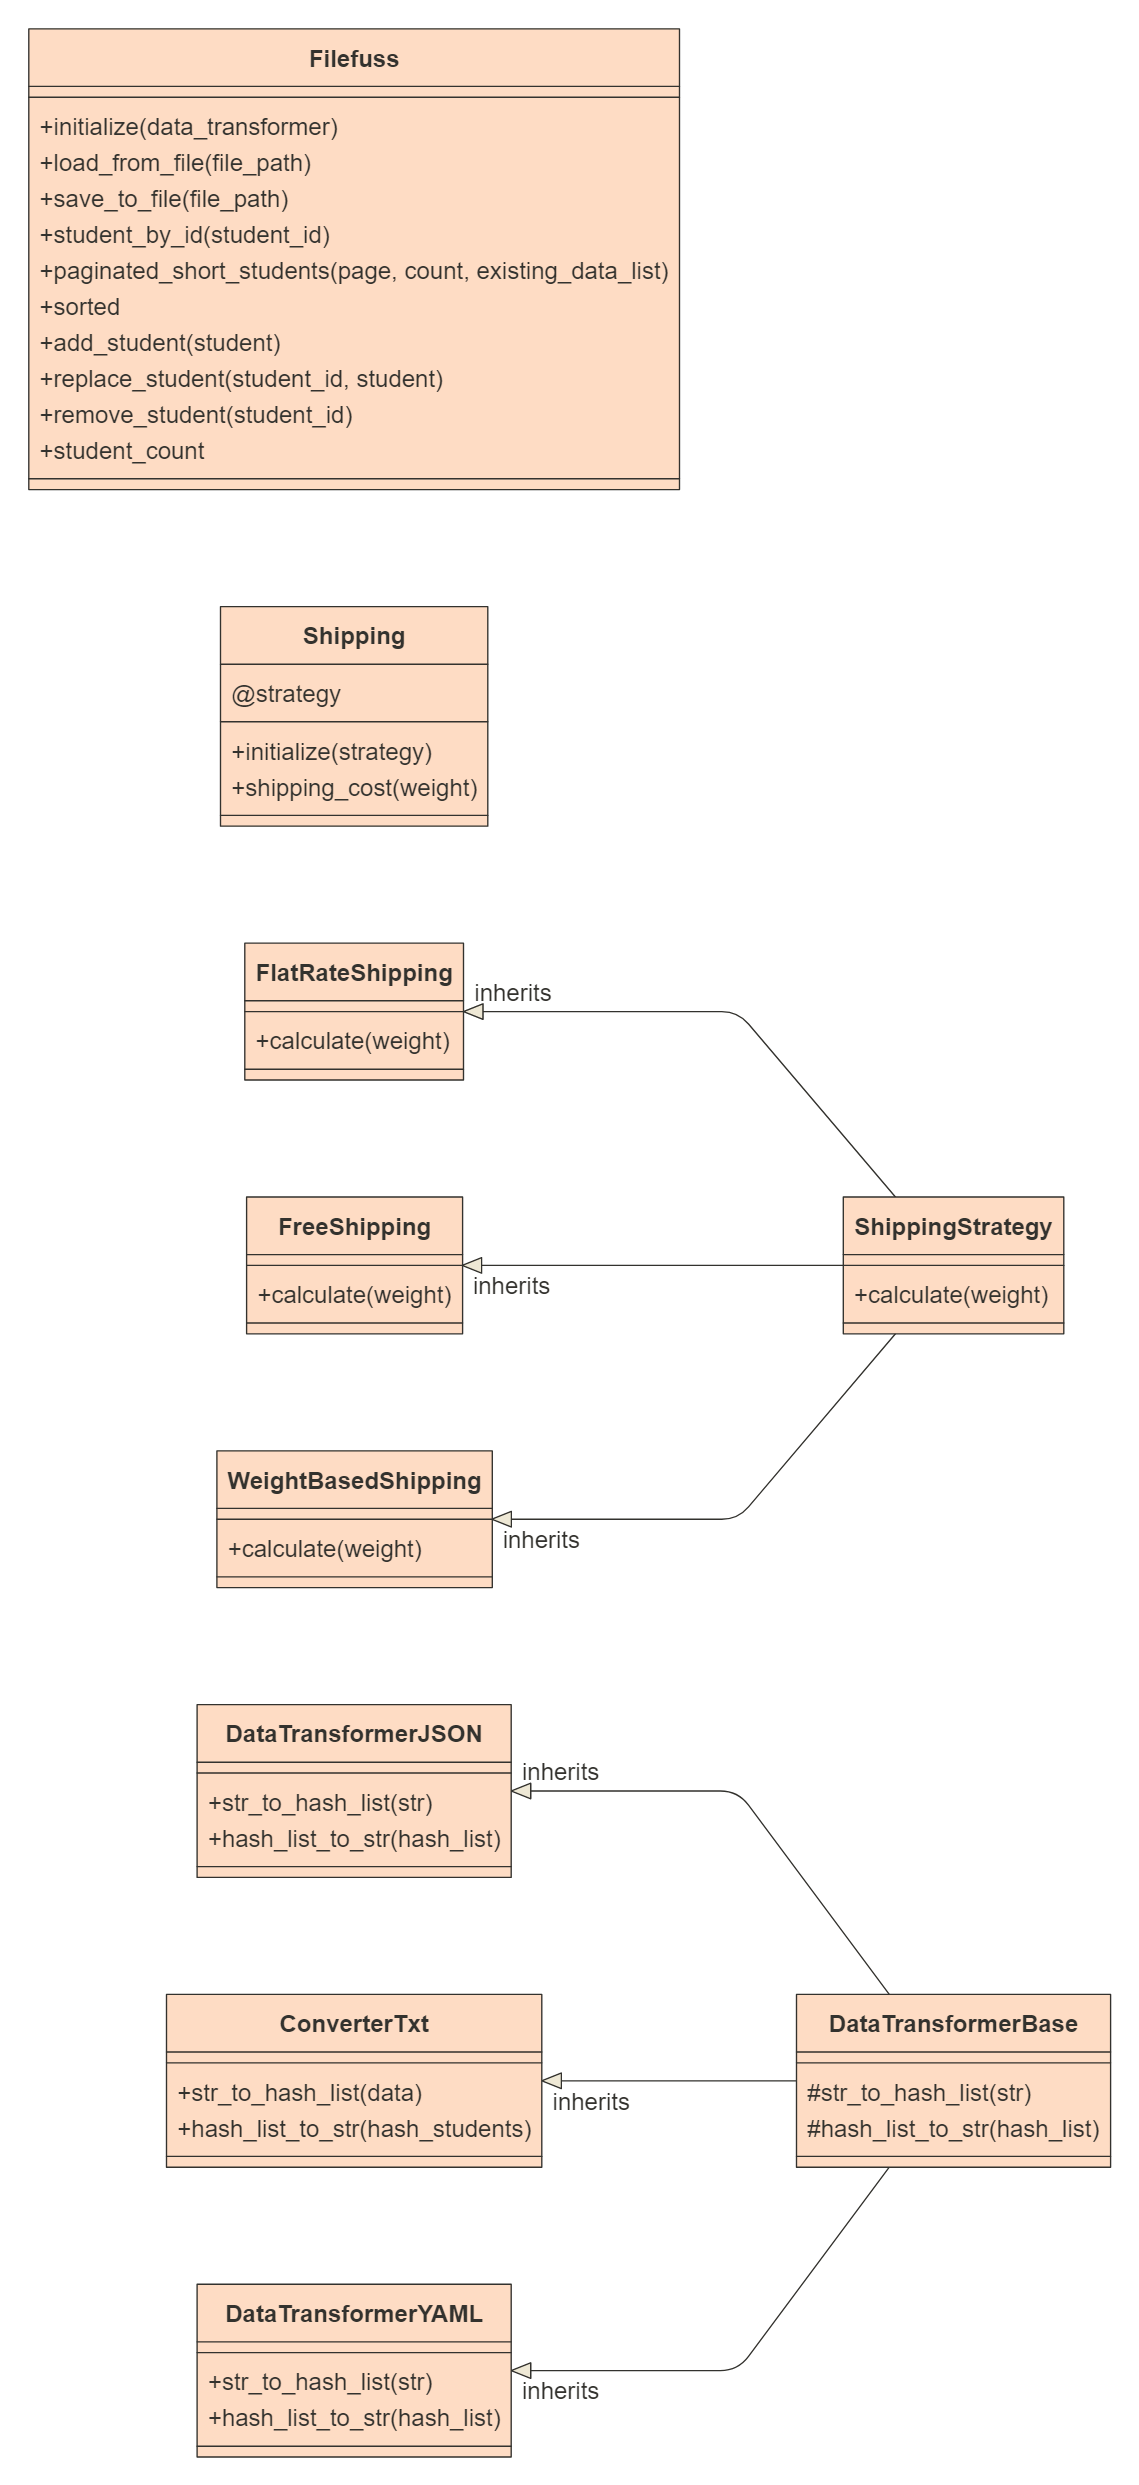 Filefuss
+initialize(data_transformer)
+load_from_file(file_path)
+save_to_file(file_path)
+student_by_id(student_id)
+paginated_short_students(page, count, existing_data_list)
+sorted
+add_student(student)
+replace_student(student_id, student)
+remove_student(student_id)
+student_count
Shipping
@strategy
+initialize(strategy)
+shipping_cost(weight)
FlatRateShipping
+calculate(weight)
inherits
FreeShipping
+calculate(weight)
inherits
ShippingStrategy
+calculate(weight)
WeightBasedShipping
+calculate(weight)
inherits
DataTransformerJSON
+str_to_hash_list(str)
+hash_list_to_str(hash_list)
inherits
ConverterTxt
+str_to_hash_list(data)
+hash_list_to_str(hash_students)
inherits
DataTransformerBase
#str_to_hash_list(str)
#hash_list_to_str(hash_list)
DataTransformerYAML
+str_to_hash_list(str)
+hash_list_to_str(hash_list)
inherits